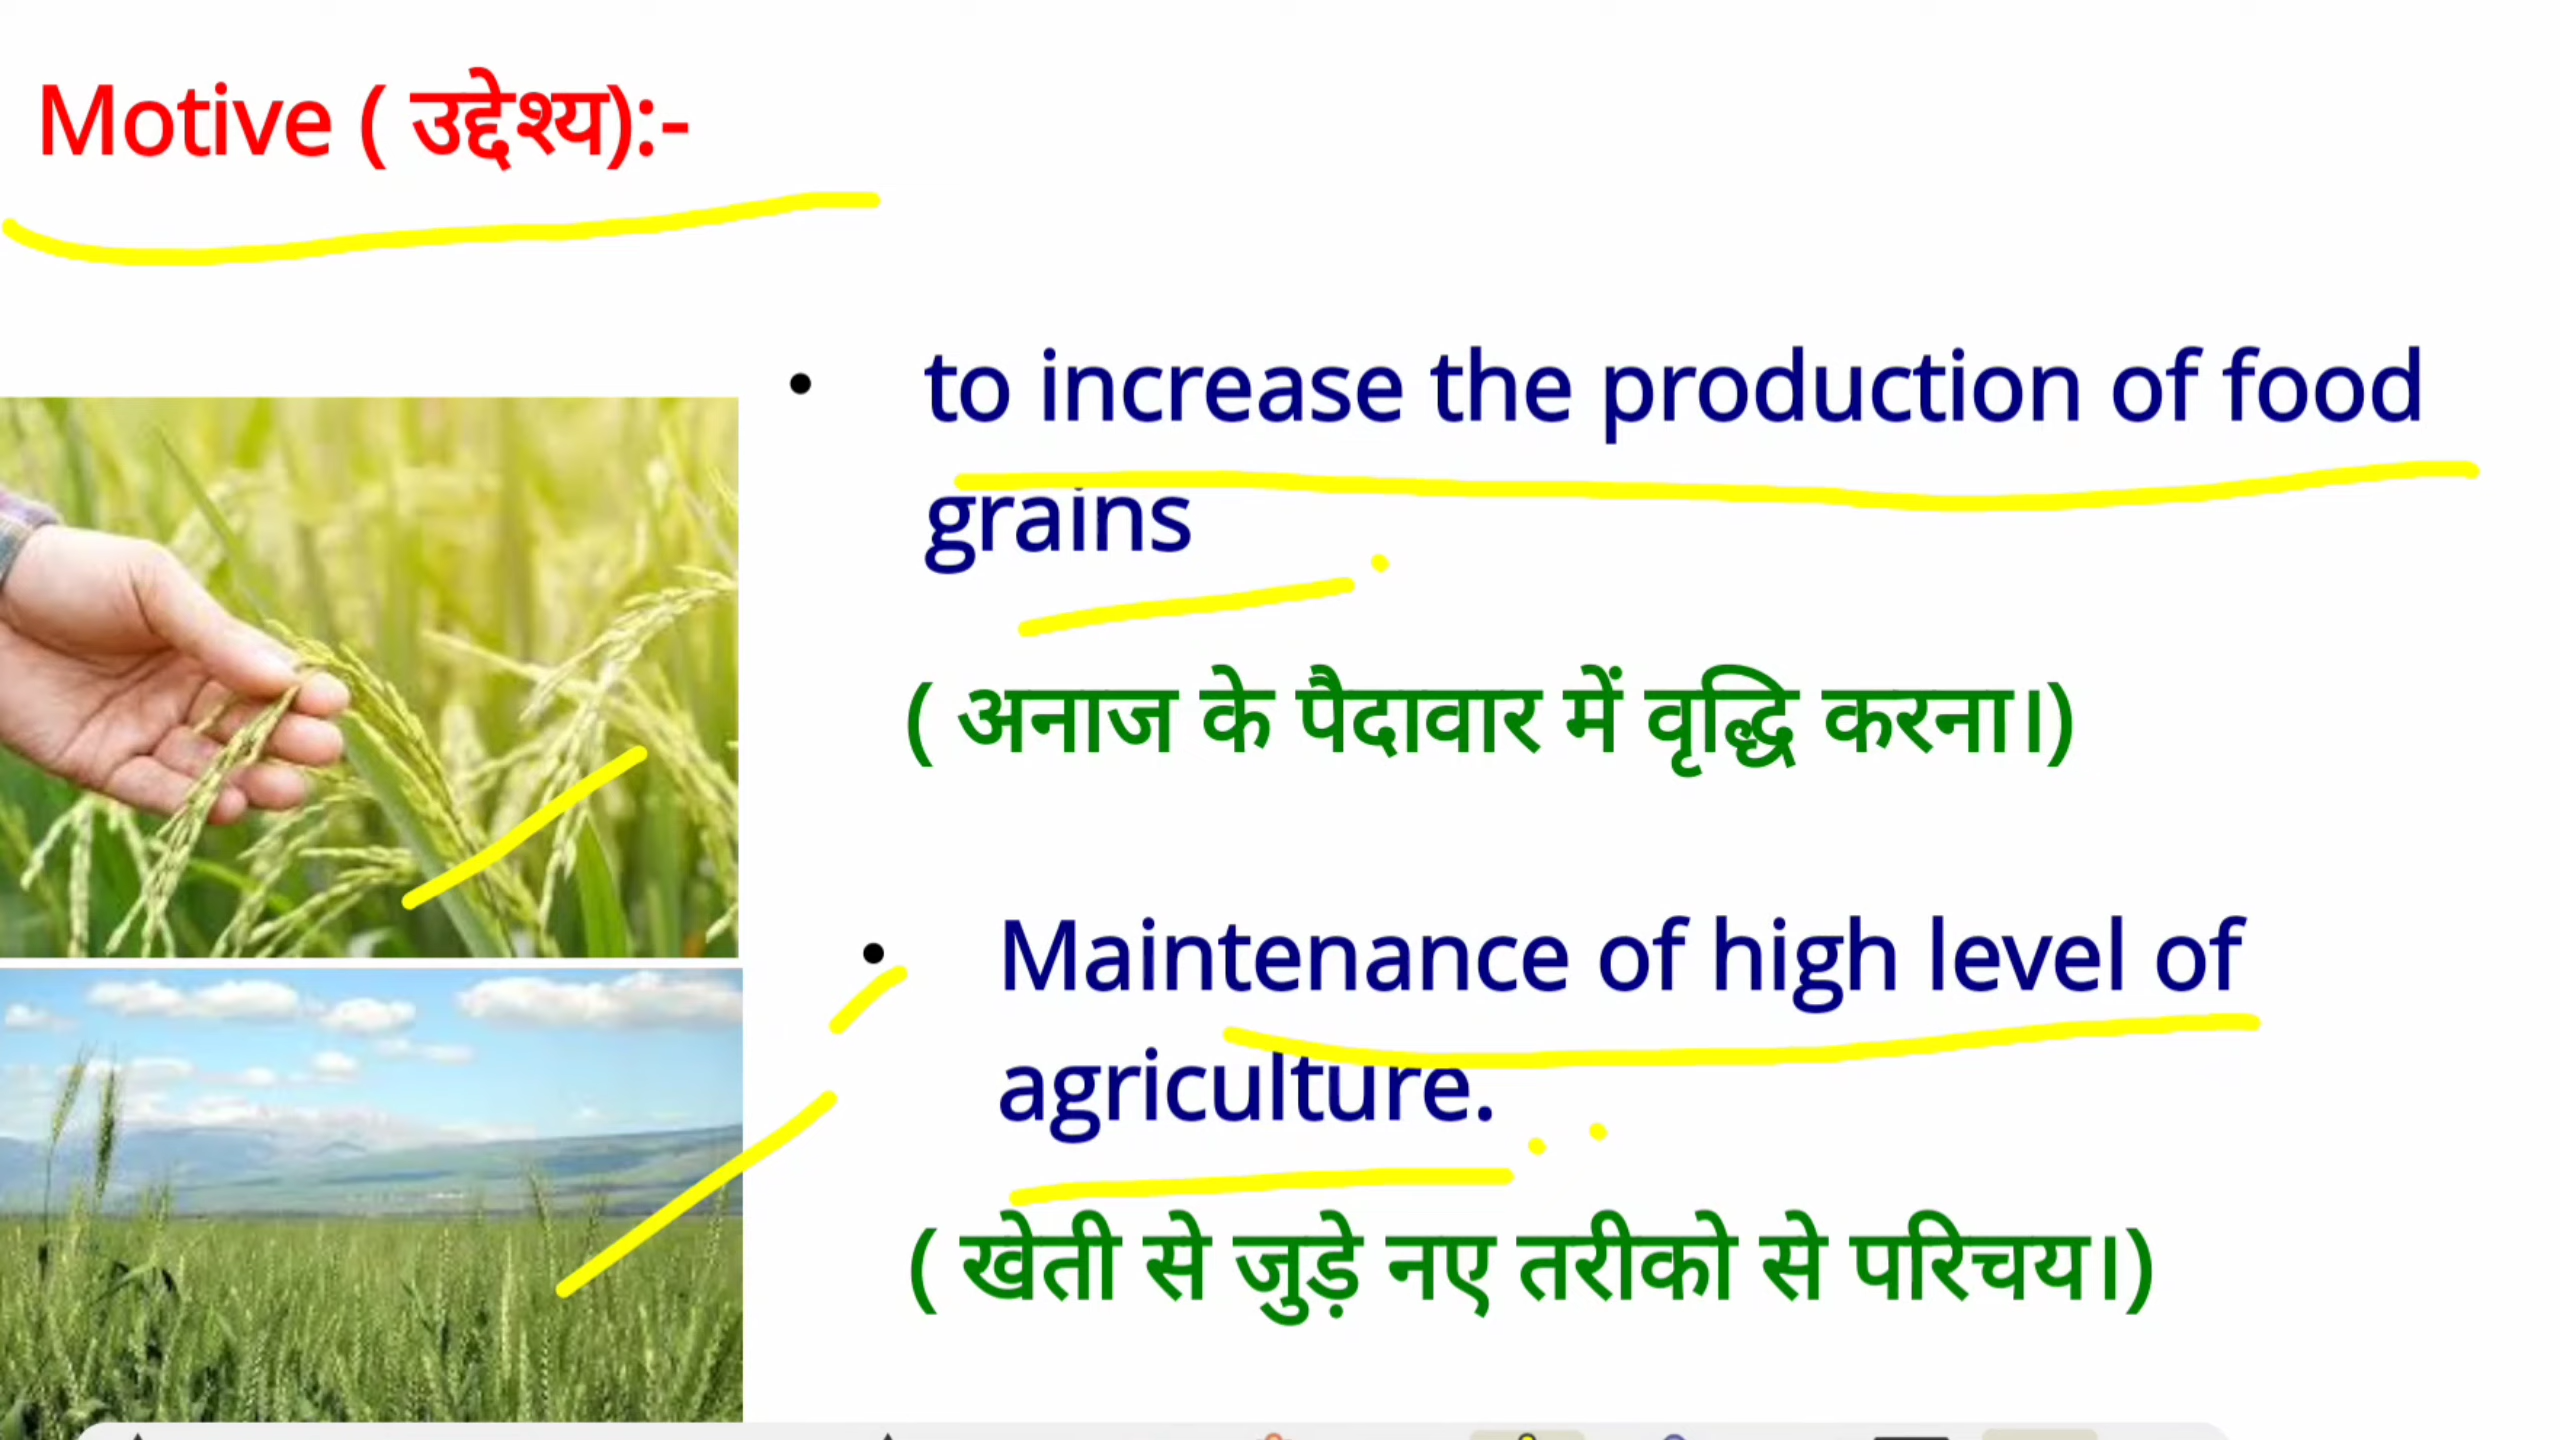 Motive ( उद्देश्य):-
• to increase the production of food
grains
( अनाज के पैदावार में वृद्धि करना।)
• Maintenance of high level of
agriculture.
( खेती से जुड़े नए तरीको से परिचय।)